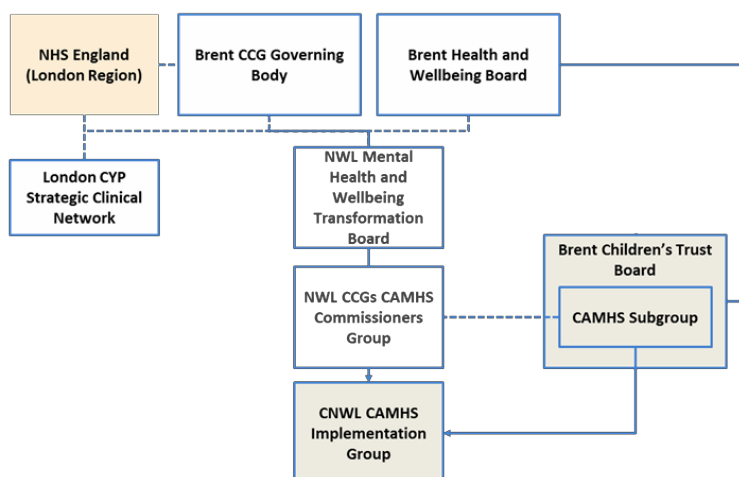 NHS England
(London Region)
Brent CCG Governing
Body
Brent Health and
Wellbeing Board
London CYP
Strategic Clinical
Network
NWL Mental
Health and
Wellbeing
Transformation
Board
Brent Children’s Trust
Board
NWL CCGs CAMHS
Commissioners
Group
CAMHS Subgroup
CNWL CAMHS
Implementation
Group